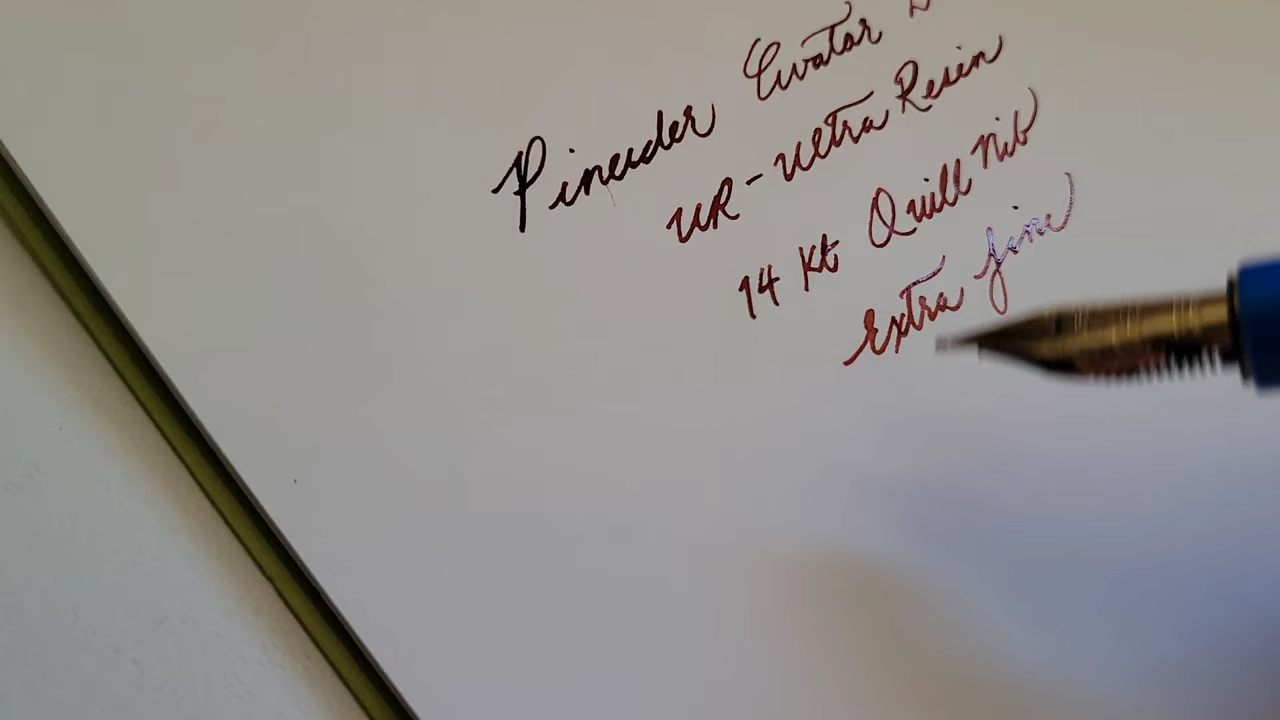 Pineider Avatar
UR-Ultra Resin
14 Kt Quill Nib
Extra fine